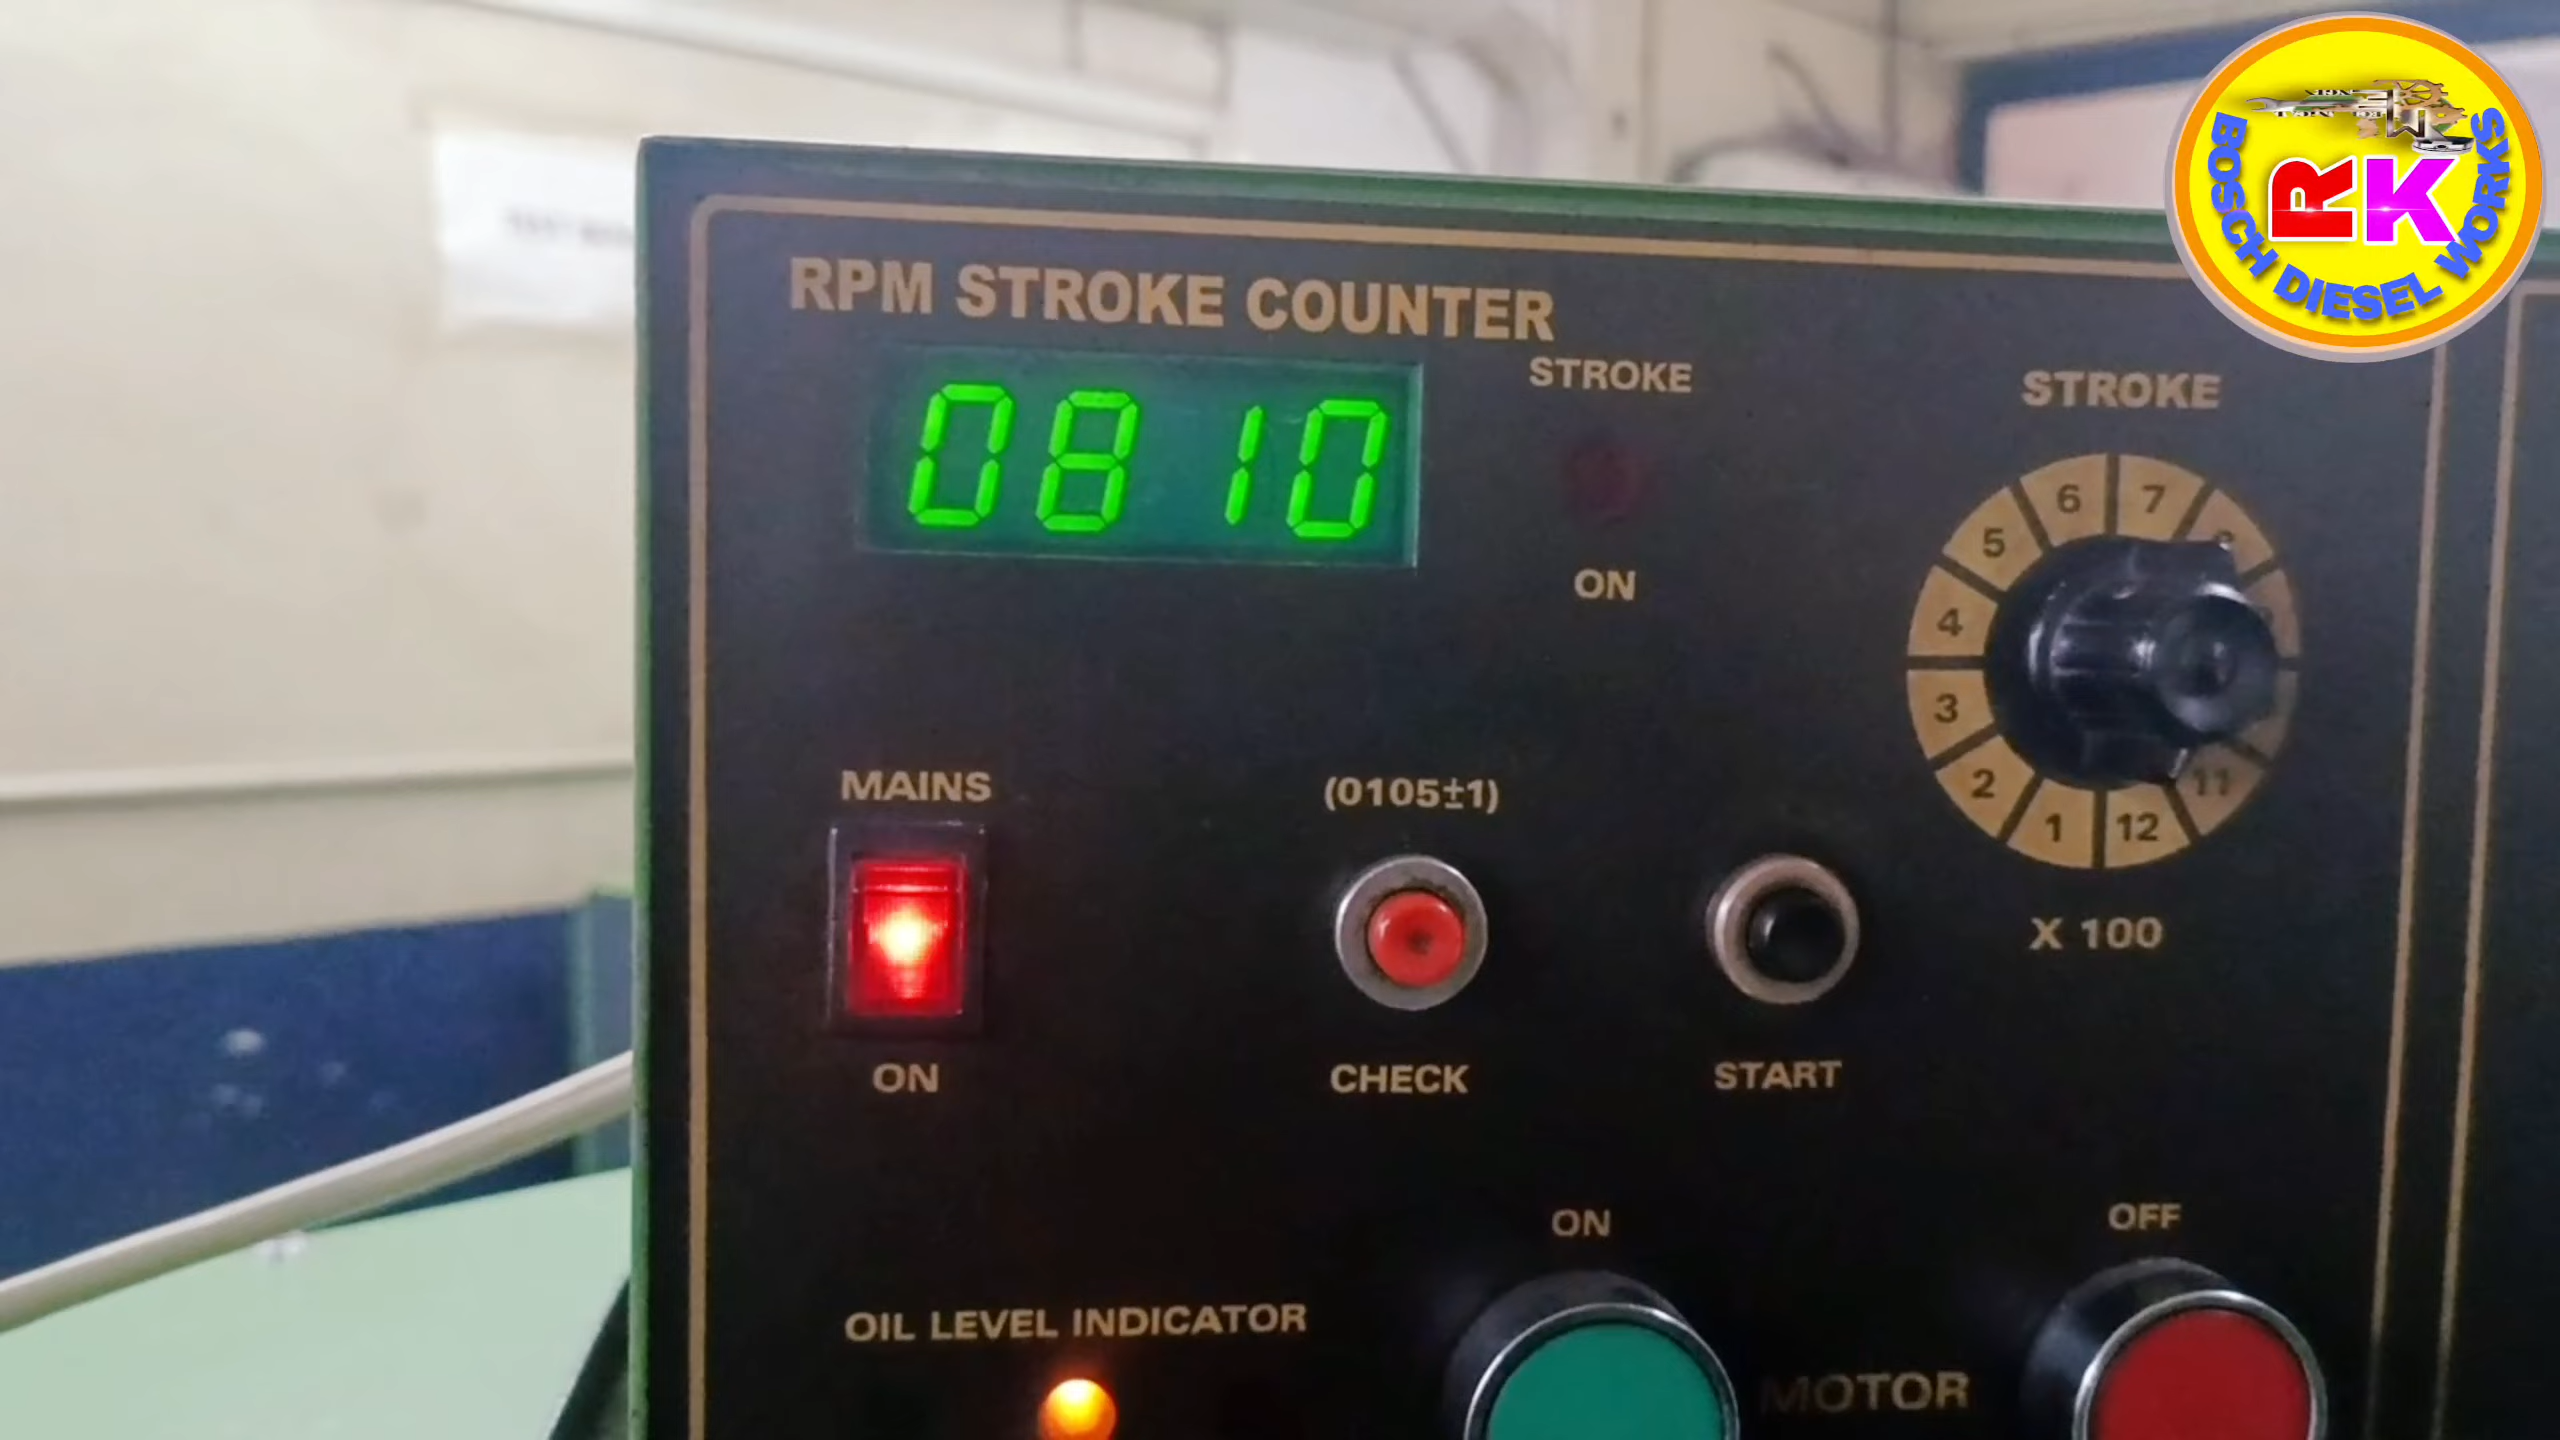 RPM STROKE COUNTER
0810
STROKE
ON
STROKE
6
7
5
4
3
2
1
12
11
X 100
MAINS
ON
(0105±1)
CHECK
START
ON
OFF
OIL LEVEL INDICATOR
MOTOR
RK
BOSCH DIESEL WORKS